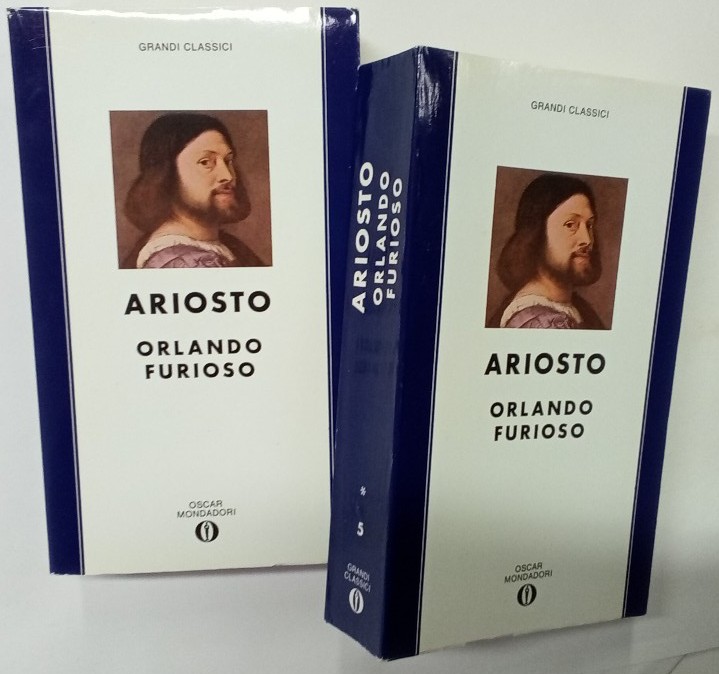 GRANDI CLASSICI
ARIOSTO
ORLANDO
FURIOSO
OSCAR
MONDADORI
ARIOSTO
ORLANDO
FURIOSO
*
5
GRANDI
CLASSICI
GRANDI CLASSICI
ARIOSTO
ORLANDO
FURIOSO
OSCAR
MONDADORI